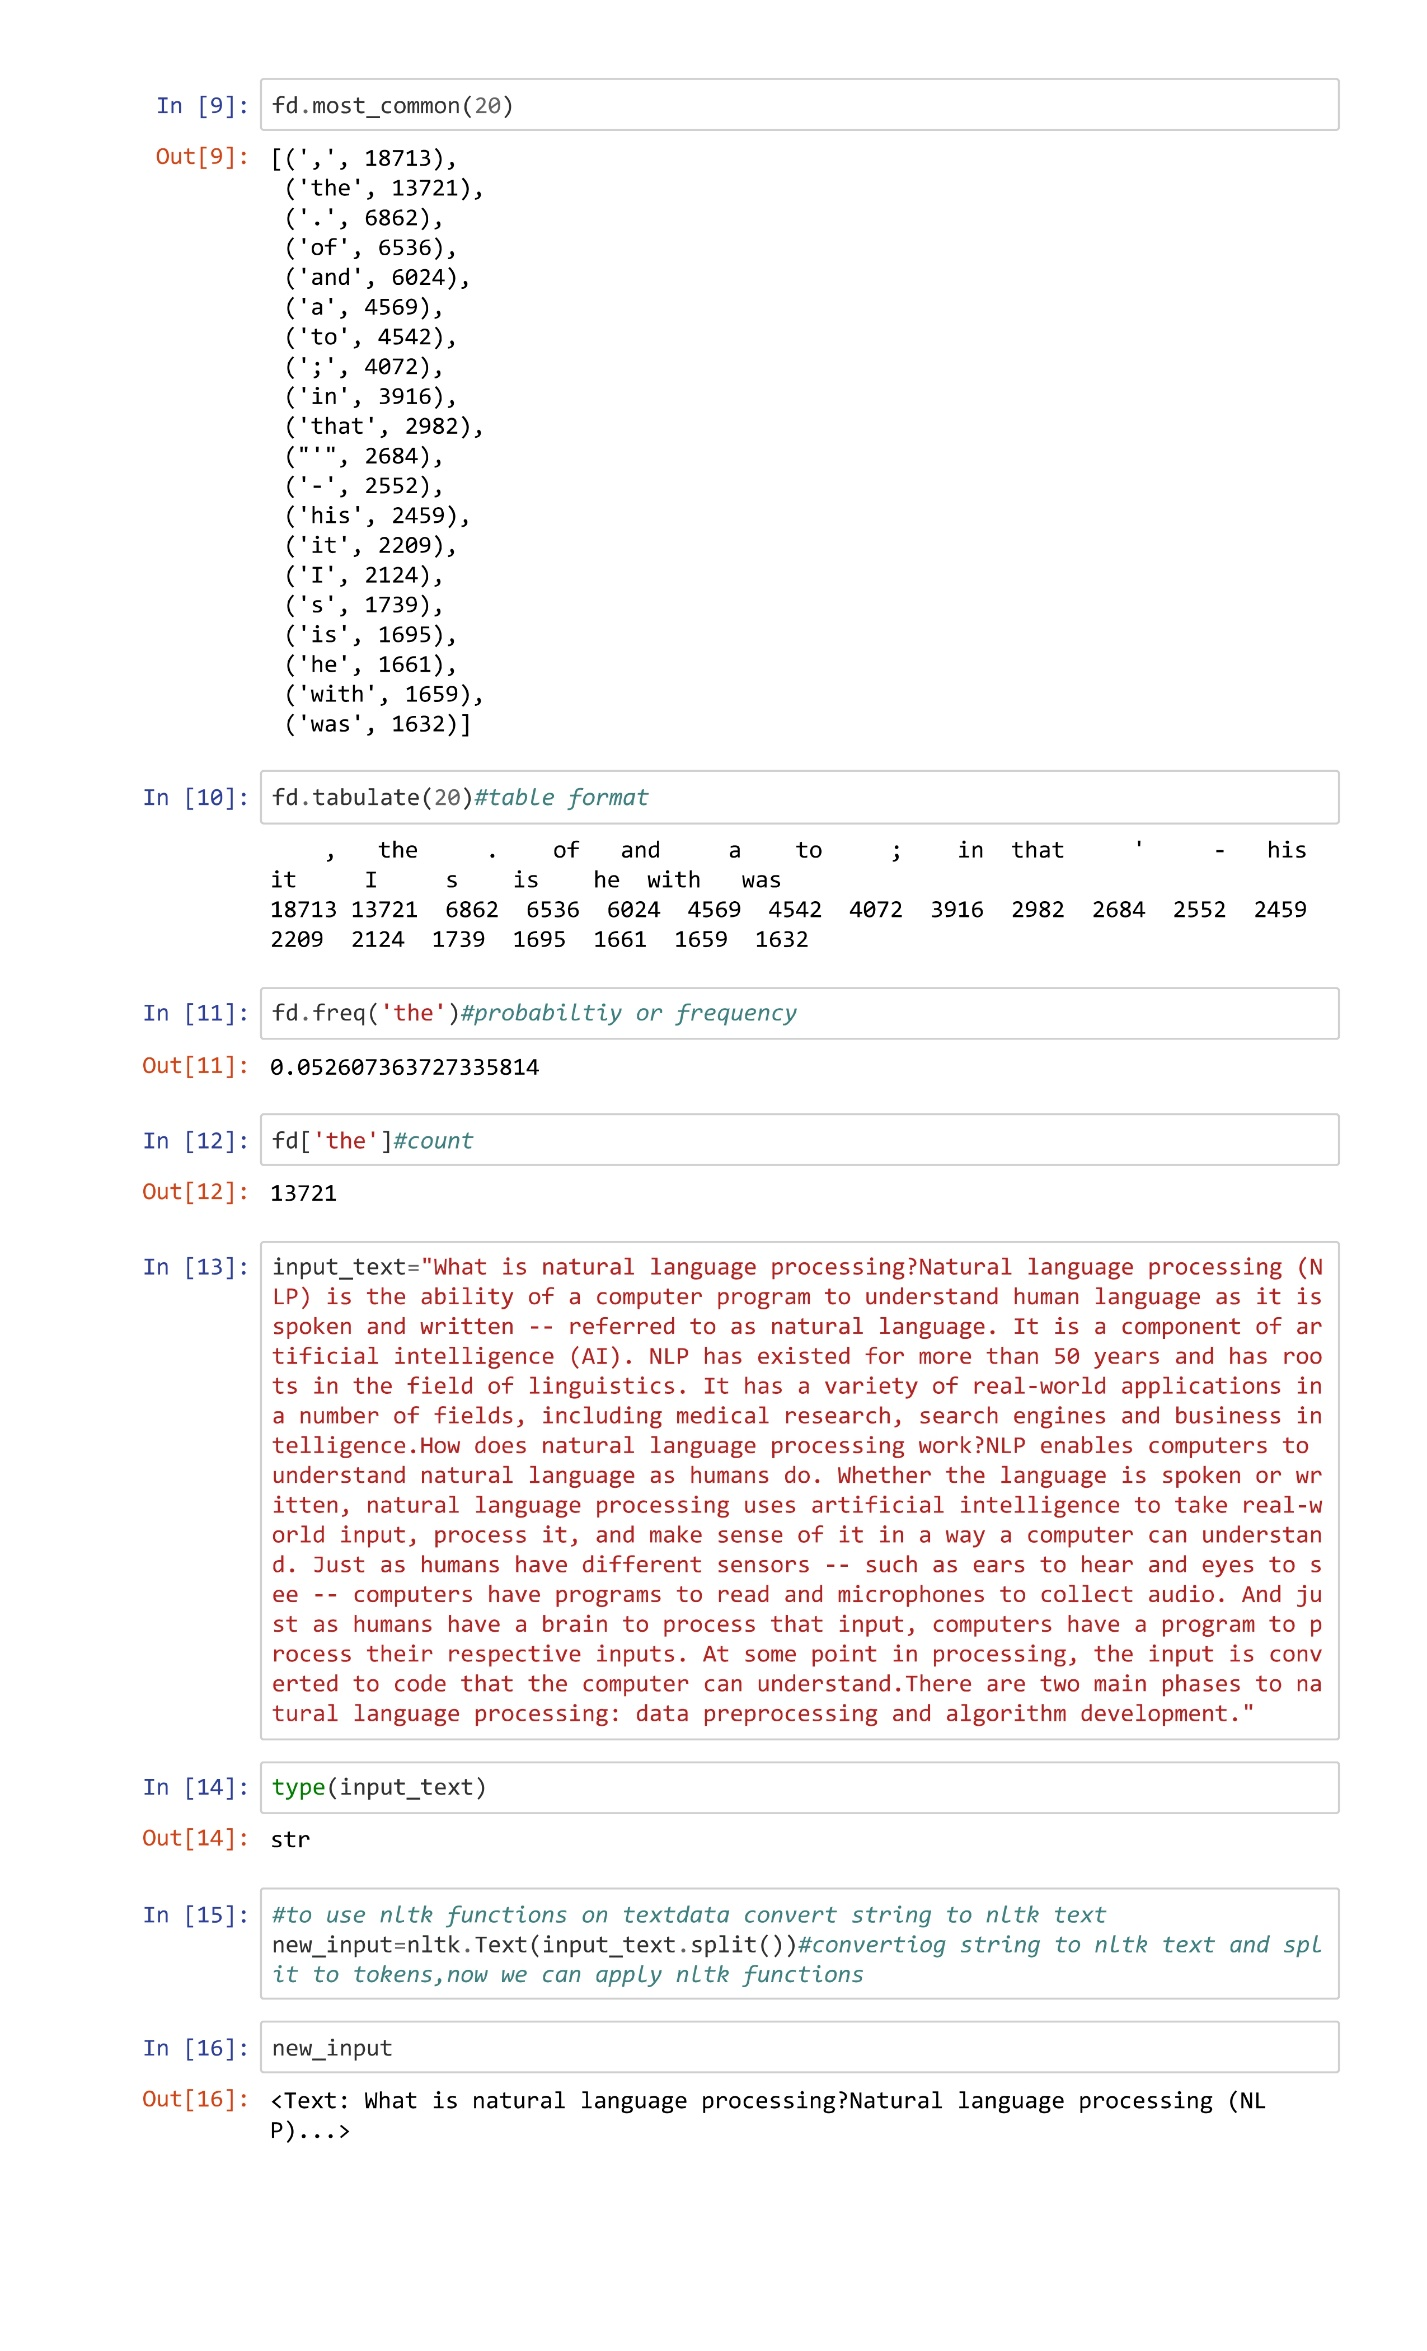 In [9]: fd.most_common(20)
Out[9]: [(',', 18713),
('the', 13721),
('.', 6862),
('of', 6536),
('and', 6024),
('a', 4569),
('to', 4542),
(';', 4072),
('in', 3916),
('that', 2982),
("'", 2684),
('-', 2552),
('his', 2459),
('it', 2209),
('I', 2124),
('s', 1739),
('is', 1695),
('he', 1661),
('with', 1659),
('was', 1632)]
In [10]: fd.tabulate(20)#table format
, the . of and a to ; in that ' - his
it I s is he with was
18713 13721 6862 6536 6024 4569 4542 4072 3916 2982 2684 2552 2459
2209 2124 1739 1695 1661 1659 1632
In [11]: fd.freq('the')#probabiltiy or frequency
Out[11]: 0.052607363727335814
In [12]: fd['the']#count
Out[12]: 13721
In [13]: input_text="What is natural language processing?Natural language processing (N
LP) is the ability of a computer program to understand human language as it is
spoken and written -- referred to as natural language. It is a component of ar
tificial intelligence (AI). NLP has existed for more than 50 years and has roo
ts in the field of linguistics. It has a variety of real-world applications in
a number of fields, including medical research, search engines and business in
telligence.How does natural language processing work?NLP enables computers to
understand natural language as humans do. Whether the language is spoken or wr
itten, natural language processing uses artificial intelligence to take real-w
orld input, process it, and make sense of it in a way a computer can understan
d. Just as humans have different sensors -- such as ears to hear and eyes to s
ee -- computers have programs to read and microphones to collect audio. And ju
st as humans have a brain to process that input, computers have a program to p
rocess their respective inputs. At some point in processing, the input is conv
erted to code that the computer can understand.There are two main phases to na
tural language processing: data preprocessing and algorithm development."
In [14]: type(input_text)
Out[14]: str
In [15]: #to use nltk functions on textdata convert string to nltk text
new_input=nltk.Text(input_text.split())#convertiog string to nltk text and spl
it to tokens,now we can apply nltk functions
In [16]: new_input
Out[16]: <Text: What is natural language processing?Natural language processing (NL
P)...>